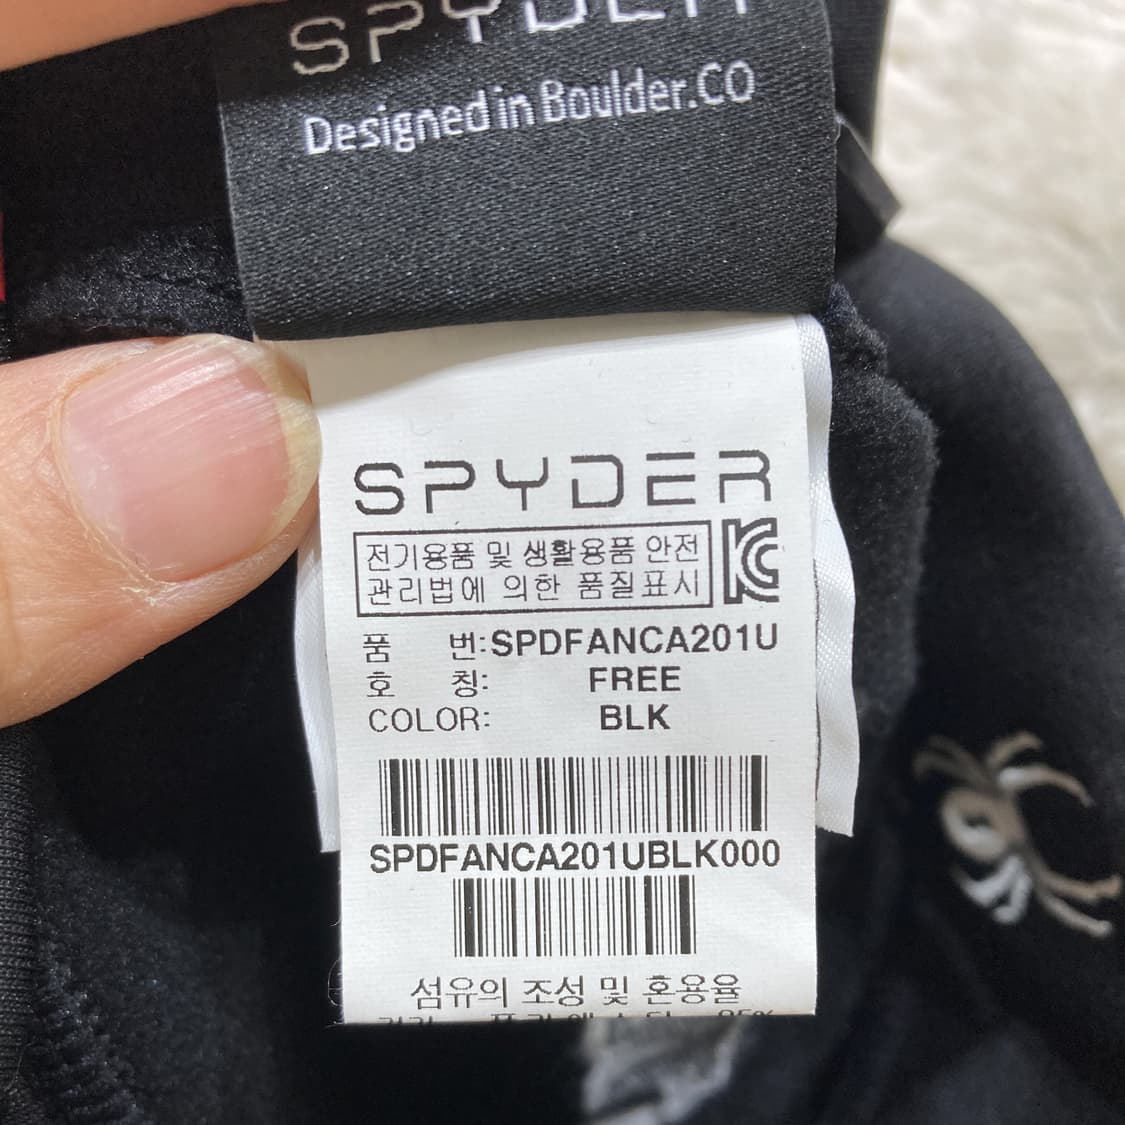 SPYDER
Designed in Boulder.CO
SPYDER
전기용품 및 생활용품 안전
관리법에 의한 품질표시
품 번:SPDFANCA201U
호 칭: FREE
COLOR: BLK
SPDFANCA201UBLK000
섬유의 조성 및 혼용율